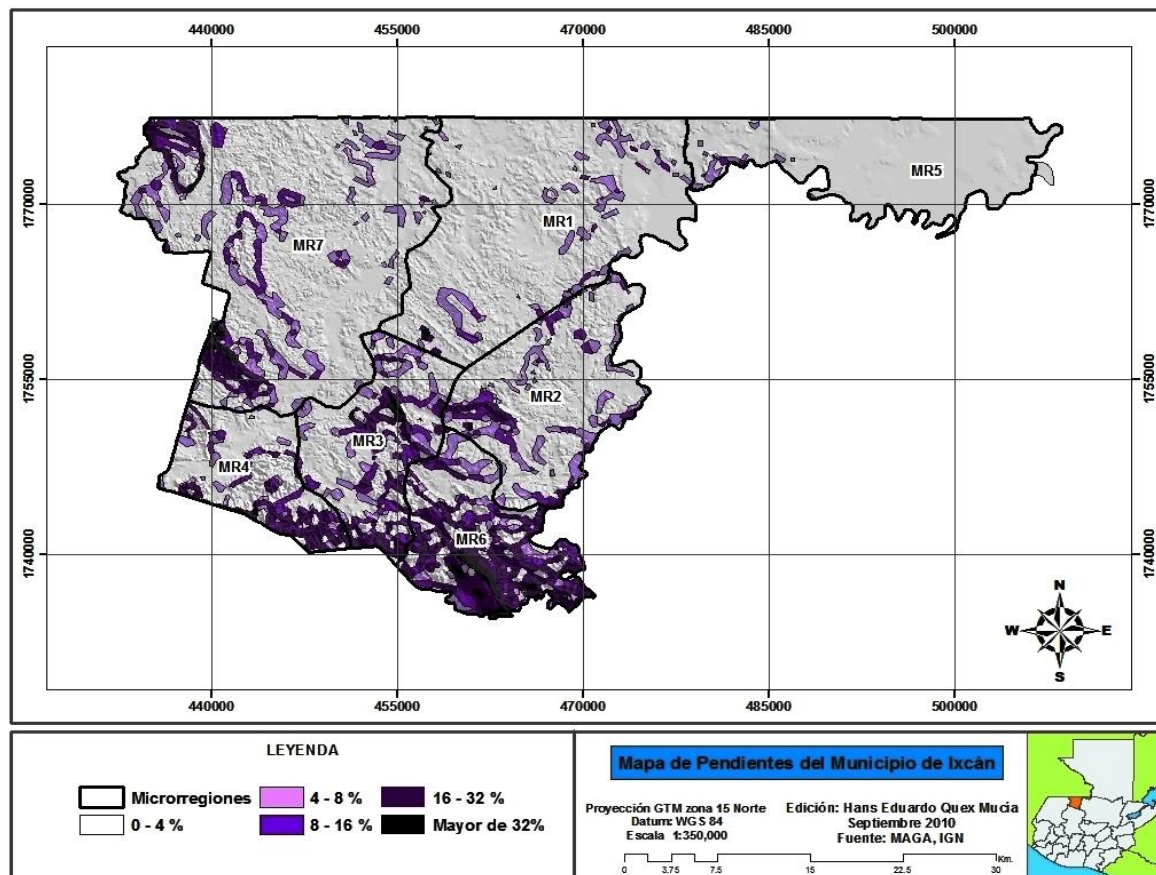 440000 455000 470000 485000 500000
1770000 1770000
1755000 1755000
1740000 1740000
MR5
MR1
MR7
MR2
MR3
MR4
MR6
N
W E
S
440000 455000 470000 485000 500000
LEYENDA
Microrregiones 4 - 8 % 16 - 32 %
0 - 4 % 8 - 16 % Mayor de 32%
Mapa de Pendientes del Municipio de Ixcán
Proyección GTM zona 15 Norte
Datum: WGS 84
Escala 1:350,000
Edición: Hans Eduardo Quex Mucia
Septiembre 2010
Fuente: MAGA, IGN
0 3.75 7.5 15 22.5 30 Km.